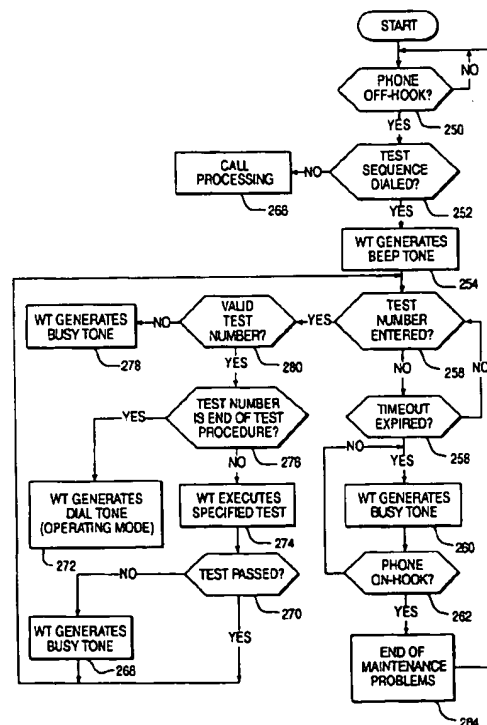 START
PHONE
OFF-HOOK?
NO
250
YES
TEST
SEQUENCE
DIALED?
252
NO
CALL
PROCESSING
266
YES
WT GENERATES
BEEP TONE
254
TEST
NUMBER
ENTERED?
258
YES
VALID
TEST
NUMBER?
280
NO
WT GENERATES
BUSY TONE
278
NO
NO
TIMEOUT
EXPIRED?
258
YES
TEST NUMBER
IS END OF TEST
PROCEDURE?
278
YES
NO
NO
YES
WT GENERATES
DIAL TONE
(OPERATING MODE)
272
WT EXECUTES
SPECIFIED TEST
274
WT GENERATES
BUSY TONE
260
TEST PASSED?
270
NO
YES
PHONE
ON-HOOK?
262
YES
WT GENERATES
BUSY TONE
268
END OF
MAINTENANCE
PROBLEMS